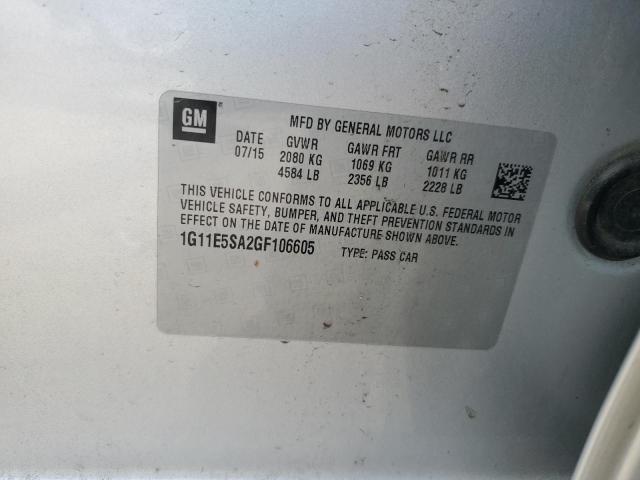 GM
MFD BY GENERAL MOTORS LLC
DATE GVWR GAWR FRT GAWR RR
07/15 2080 KG 1069 KG 1011 KG
4584 LB 2356 LB 2228 LB
THIS VEHICLE CONFORMS TO ALL APPLICABLE U.S. FEDERAL MOTOR
VEHICLE SAFETY, BUMPER, AND THEFT PREVENTION STANDARDS IN
EFFECT ON THE DATE OF MANUFACTURE SHOWN ABOVE.
1G11E5SA2GF106605 TYPE: PASS CAR